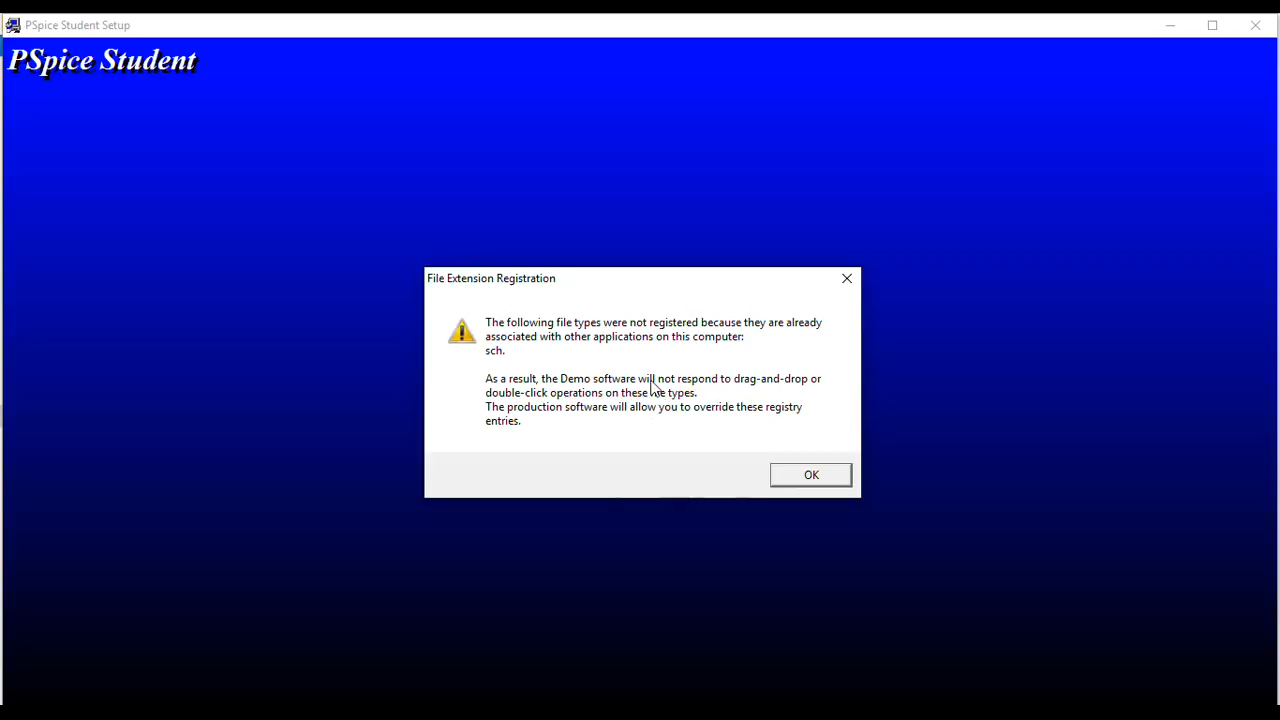 PSpice Student Setup
PSpice Student
File Extension Registration
The following file types were not registered because they are already
associated with other applications on this computer:
sch.
As a result, the Demo software will not respond to drag-and-drop or
double-click operations on these file types.
The production software will allow you to override these registry
entries.
OK